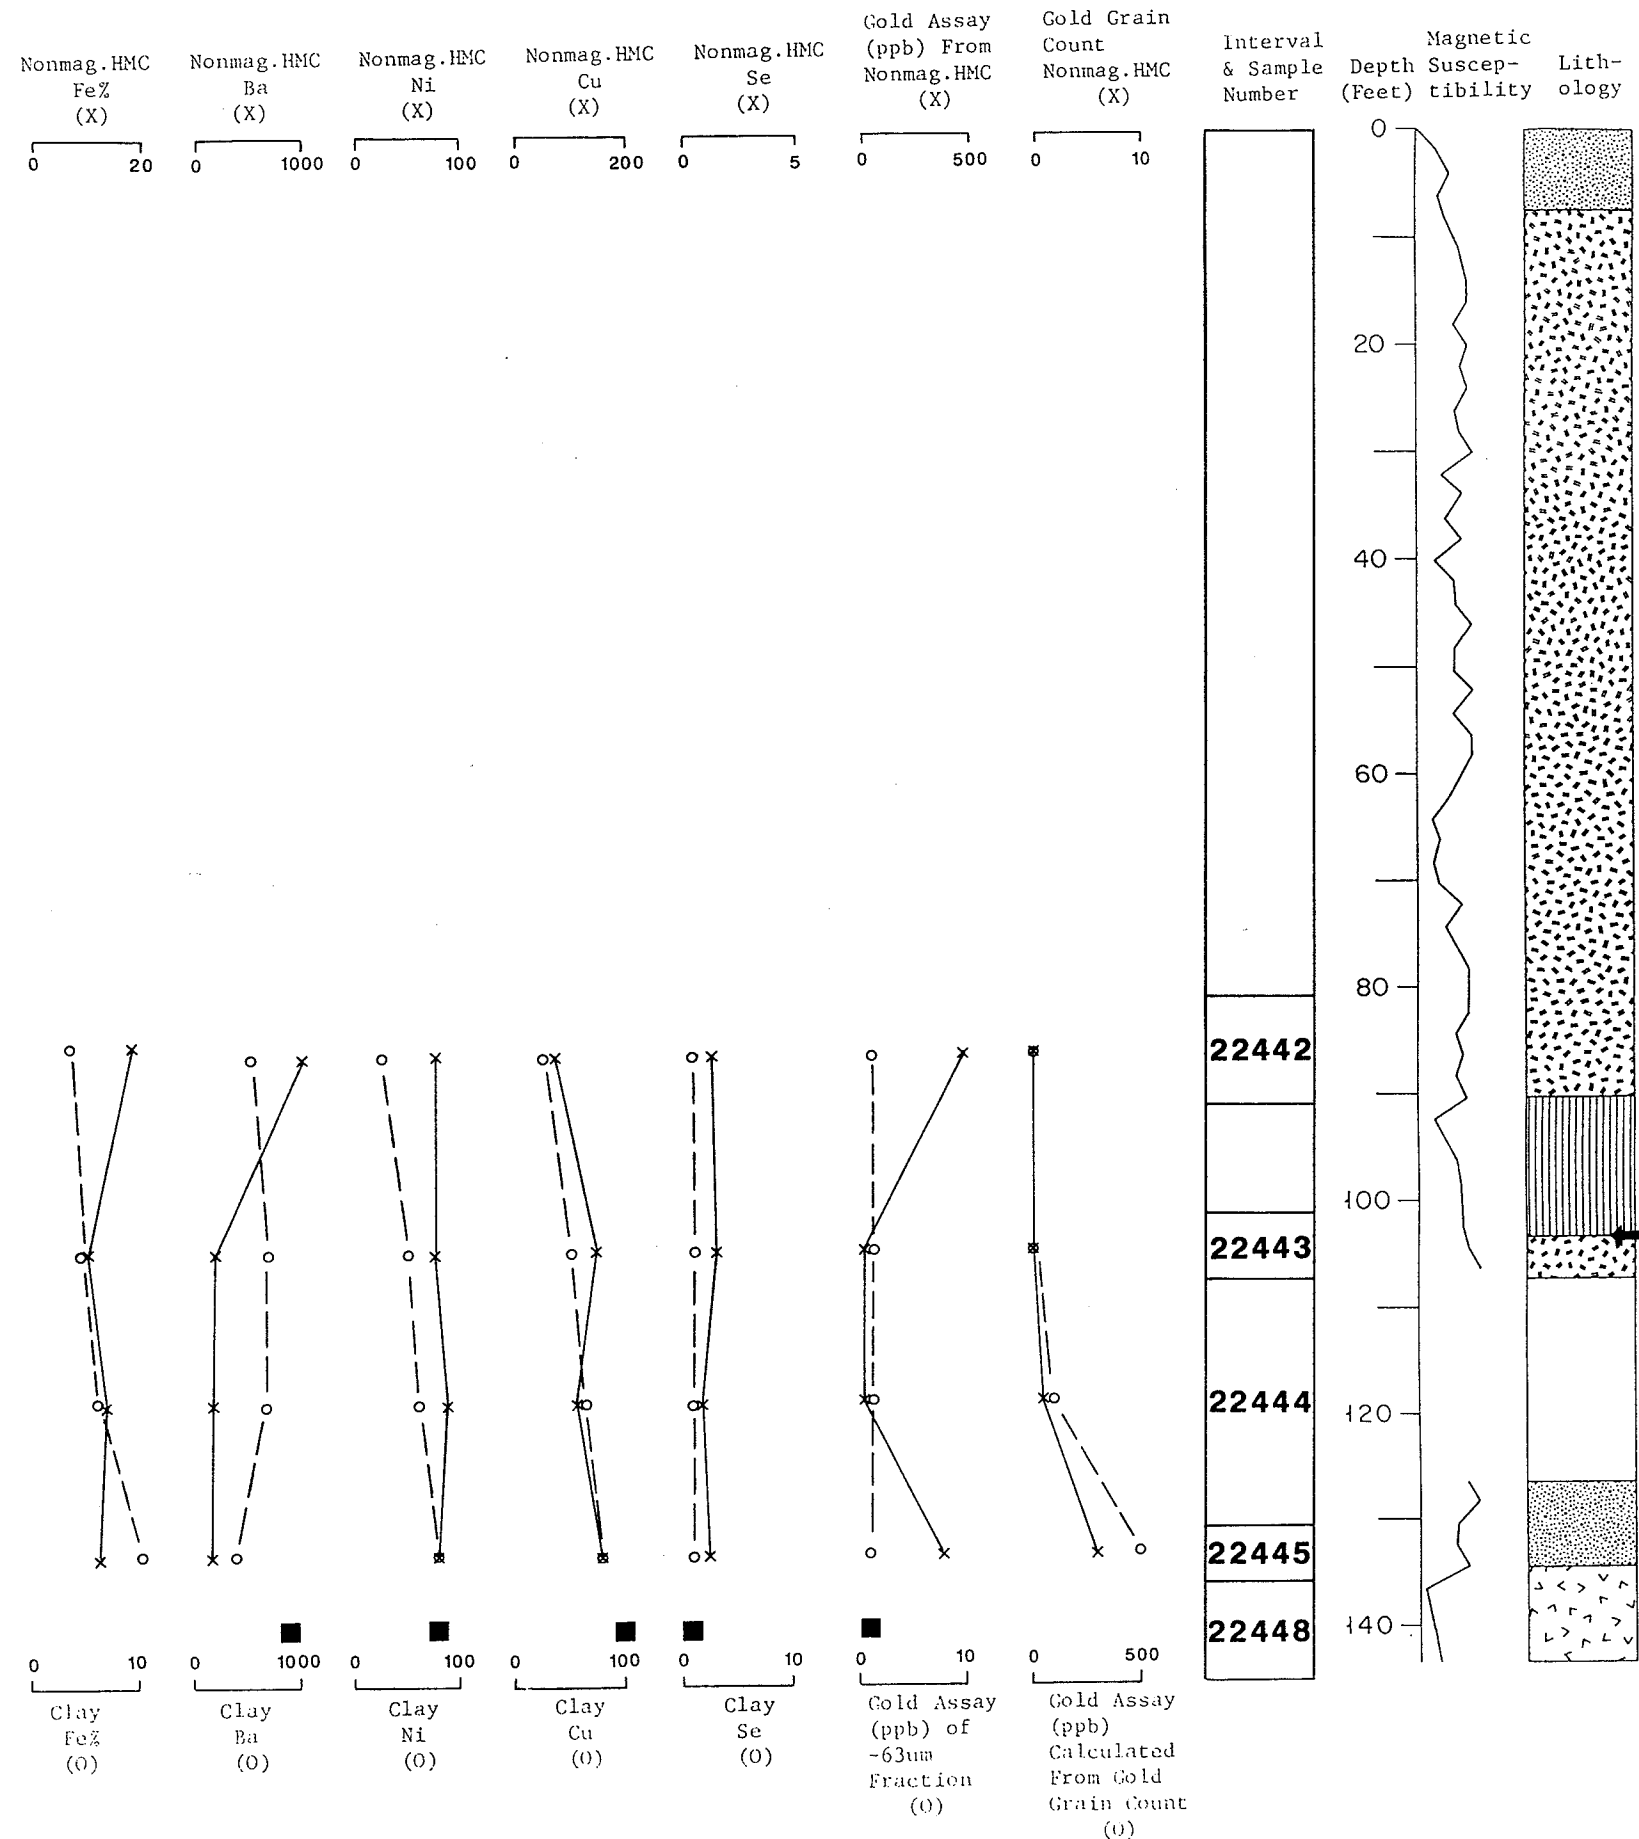 Nonmag.HMC
Fe%
(X)
0 20
Nonmag.HMC
Ba
(X)
0 1000
Nonmag.HMC
Ni
(X)
0 100
Nonmag.HMC
Cu
(X)
0 200
Nonmag.HMC
Se
(X)
0 5
Gold Assay
(ppb) From
Nonmag.HMC
(X)
0 500
Gold Grain
Count
Nonmag.HMC
(X)
0 10
Interval
& Sample
Number
Depth
(Feet)
Magnetic
Suscep-
tibility
Lith-
ology
0
20
40
60
80
100
120
140
22442
22443
22444
22445
22448
0 10
Clay
Fe%
(O)
0 1000
Clay
Ba
(O)
0 100
Clay
Ni
(O)
0 100
Clay
Cu
(O)
0 10
Clay
Se
(O)
0 10
Gold Assay
(ppb) of
-63um
Fraction
(O)
0 500
Gold Assay
(ppb)
Calculated
From Gold
Grain Count
(O)